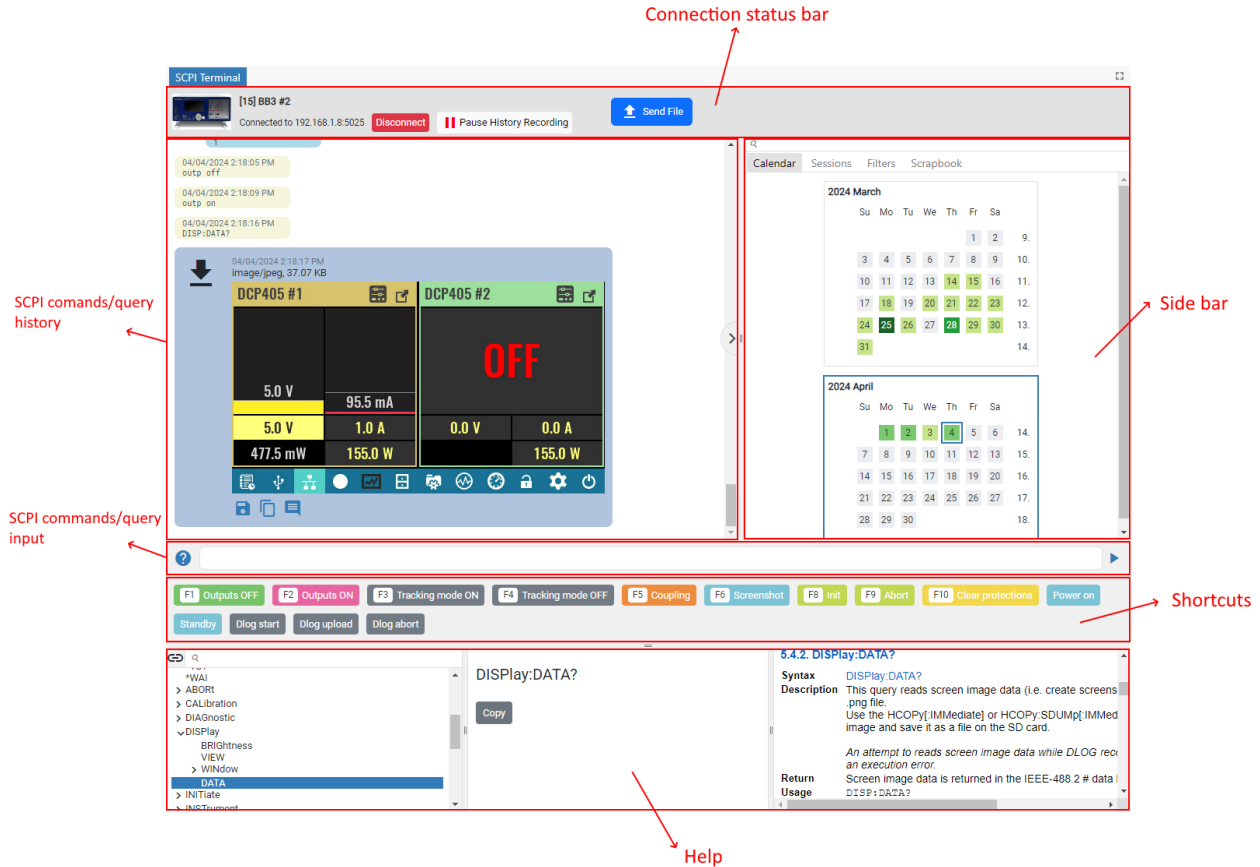 Connection status bar
SCPI Terminal
[15] BB3 #2
Connected to 192.168.1.8:5025 Disconnect Pause History Recording Send File
1
04/04/2024 2:18:05 PM
outp off
04/04/2024 2:18:09 PM
outp on
04/04/2024 2:18:16 PM
DISP:DATA?
04/04/2024 2:18:17 PM
image/jpeg, 37.07 KB
DCP405 #1 DCP405 #2
OFF
5.0 V
95.5 mA
5.0 V 1.0 A 0.0 V 0.0 A
477.5 mW 155.0 W 155.0 W
Calendar Sessions Filters Scrapbook
2024 March
Su Mo Tu We Th Fr Sa
1 2 9.
3 4 5 6 7 8 9 10.
10 11 12 13 14 15 16 11.
17 18 19 20 21 22 23 12.
24 25 26 27 28 29 30 13.
31 14.
2024 April
Su Mo Tu We Th Fr Sa
1 2 3 4 5 6 14.
7 8 9 10 11 12 13 15.
14 15 16 17 18 19 20 16.
21 22 23 24 25 26 27 17.
28 29 30 18.
SCPI comands/query
history
Side bar
SCPI commands/query
input
?
F1 Outputs OFF F2 Outputs ON F3 Tracking mode ON F4 Tracking mode OFF F5 Coupling F6 Screenshot F8 Init F9 Abort F10 Clear protections Power on
Standby Dlog start Dlog upload Dlog abort
Shortcuts
*WAI
ABORt
CALibration
DIAGnostic
DISPlay
BRIGhtness
VIEW
WINdow
DATA
INITiate
INSTrument
DISPlay:DATA?
Copy
5.4.2. DISPlay:DATA?
Syntax DISPlay:DATA?
Description This query reads screen image data (i.e. create screens
.png file.
Use the HCOPy[:IMMediate] or HCOPy:SDUMp[:IMMed
image and save it as a file on the SD card.
An attempt to reads screen image data while DLOG reco
an execution error.
Return Screen image data is returned in the IEEE-488.2 # data
Usage DISP:DATA?
Help